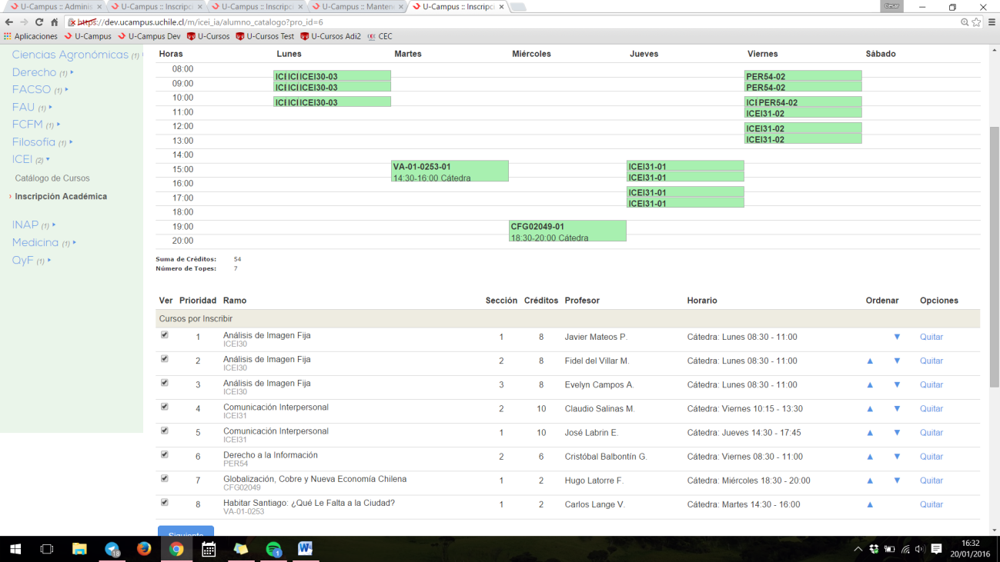 U-Campus :: Adminis
U-Campus :: Inscripci
U-Campus :: Inscripci
U-Campus :: Manten
U-Campus :: Inscripc
Cesar
https://dev.ucampus.uchile.cl/m/icei_ia/alumno_catalogo?pro_id=6
Aplicaciones U-Campus U-Campus Dev U-Cursos U-Cursos Test U-Cursos Adi2 CEC
Ciencias Agronómicas (1)
Derecho (1)
FACSO (1)
FAU (1)
FCFM (1)
Filosofía (1)
ICEI (2)
Catálogo de Cursos
Inscripción Académica
INAP (1)
Medicina (1)
QyF (1)
Horas Lunes Martes Miércoles Jueves Viernes Sábado
08:00
ICI ICI ICEI30-03 PER54-02
09:00
ICI ICI ICEI30-03 PER54-02
10:00
ICI ICI ICEI30-03 ICI PER54-02
11:00
ICEI31-02
12:00
ICEI31-02
13:00
ICEI31-02
14:00
VA-01-0253-01 ICEI31-01
15:00
14:30-16:00 Cátedra ICEI31-01
16:00
ICEI31-01
17:00
ICEI31-01
18:00
19:00
CFG02049-01
18:30-20:00 Cátedra
20:00
Suma de Créditos: 54
Número de Topes: 7
Ver Prioridad Ramo Sección Créditos Profesor Horario Ordenar Opciones
Cursos por Inscribir
1 Análisis de Imagen Fija 1 8 Javier Mateos P. Cátedra: Lunes 08:30 - 11:00 Quitar
ICEI30
2 Análisis de Imagen Fija 2 8 Fidel del Villar M. Cátedra: Lunes 08:30 - 11:00 Quitar
ICEI30
3 Análisis de Imagen Fija 3 8 Evelyn Campos A. Cátedra: Lunes 08:30 - 11:00 Quitar
ICEI30
4 Comunicación Interpersonal 2 10 Claudio Salinas M. Cátedra: Viernes 10:15 - 13:30 Quitar
ICEI31
5 Comunicación Interpersonal 1 10 José Labrin E. Cátedra: Jueves 14:30 - 17:45 Quitar
ICEI31
6 Derecho a la Información 2 6 Cristóbal Balbontín G. Cátedra: Viernes 08:30 - 11:00 Quitar
PER54
7 Globalización, Cobre y Nueva Economía Chilena 1 2 Hugo Latorre F. Cátedra: Miércoles 18:30 - 20:00 Quitar
CFG02049
8 Habitar Santiago: ¿Qué Le Falta a la Ciudad? 1 2 Carlos Lange V. Cátedra: Martes 14:30 - 16:00 Quitar
VA-01-0253
Siguiente
18
1
16:32
20/01/2016